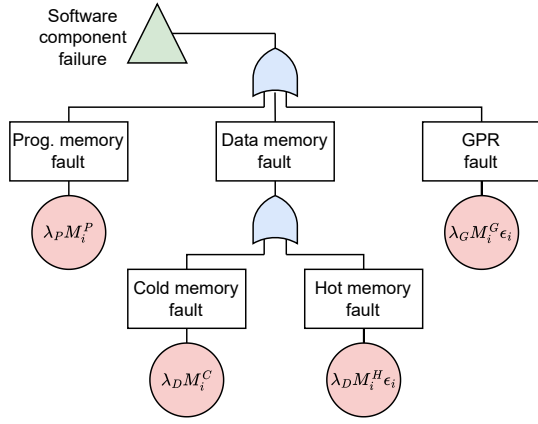 Software
component
failure
Prog. memory
fault
Data memory
fault
GPR
fault
λ_P M_i^P
λ_G M_i^G ϵ_i
Cold memory
fault
Hot memory
fault
λ_D M_i^C
λ_D M_i^H ϵ_i